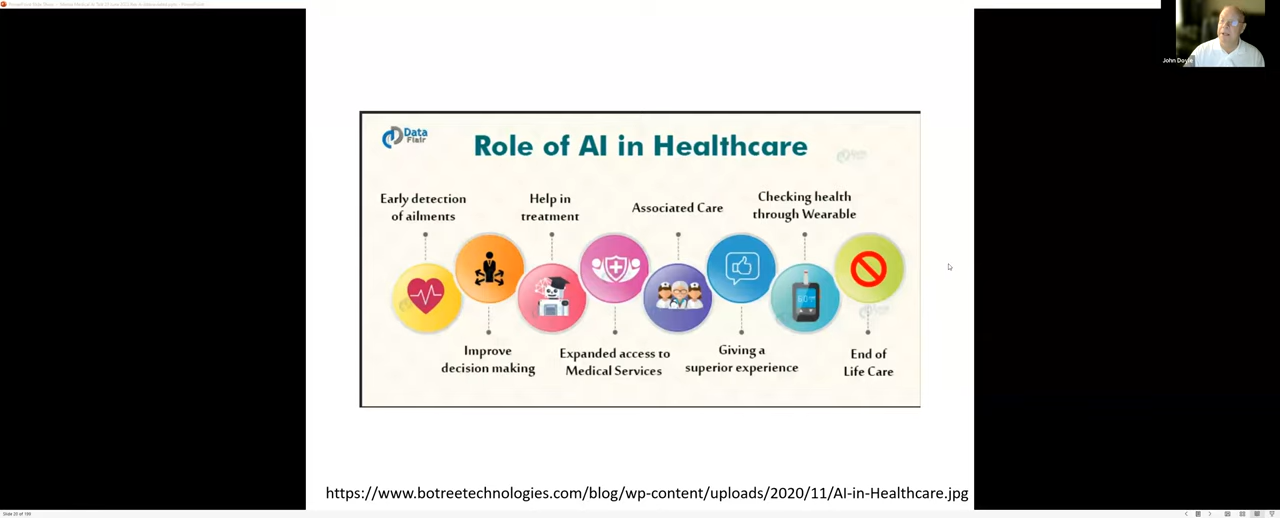 John Doyle
Data
Flair
Role of AI in Healthcare
Early detection
of ailments
Help in
treatment
Associated Care
Checking health
through Wearable
Improve
decision making
Expanded access to
Medical Services
Giving a
superior experience
End of
Life Care
https://www.botreetechnologies.com/blog/wp-content/uploads/2020/11/AI-in-Healthcare.jpg